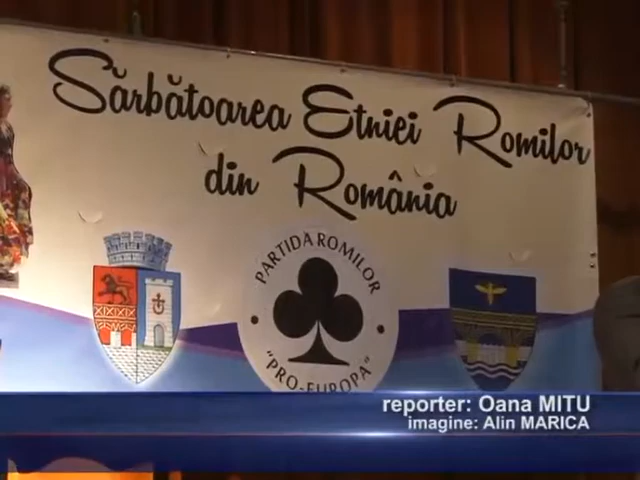 Sărbătoarea Etniei Romilor
din România
PARTIDA ROMILOR
"PRO-EUROPA"
reporter: Oana MITU
imagine: Alin MARICA